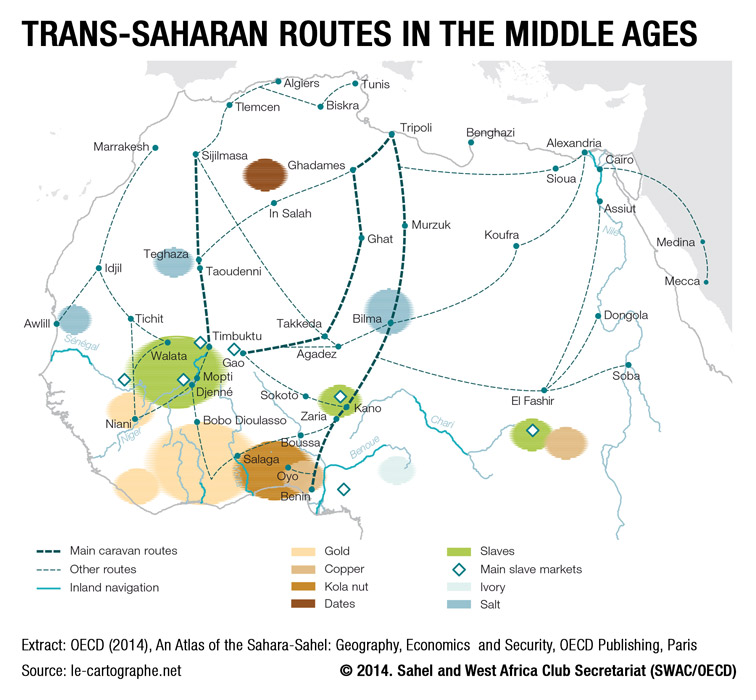 TRANS-SAHARAN ROUTES IN THE MIDDLE AGES
Algiers
Tunis
Tlemcen
Biskra
Marrakesh
Sijilmasa
Tripoli
Benghazi
Alexandria
Ghadames
Cairo
Sioua
In Salah
Assiut
Murzuk
Nile
Teghaza
Ghat
Koufra
Medina
Idjil
Taoudenni
Mecca
Awlill
Tichit
Bilma
Dongola
Sénégal
Timbuktu
Takkeda
Walata
Gao
Agadez
Mopti
Soba
Djenné
Sokoto
Kano
El Fashir
Niani
Bobo Dioulasso
Zaria
Chari
Niger
Boussa
Benoue
Salaga
Oyo
Benin
Main caravan routes
Other routes
Inland navigation
Gold
Copper
Kola nut
Dates
Slaves
Main slave markets
Ivory
Salt
Extract: OECD (2014), An Atlas of the Sahara-Sahel: Geography, Economics and Security, OECD Publishing, Paris
Source: le-cartographe.net
© 2014. Sahel and West Africa Club Secretariat (SWAC/OECD)